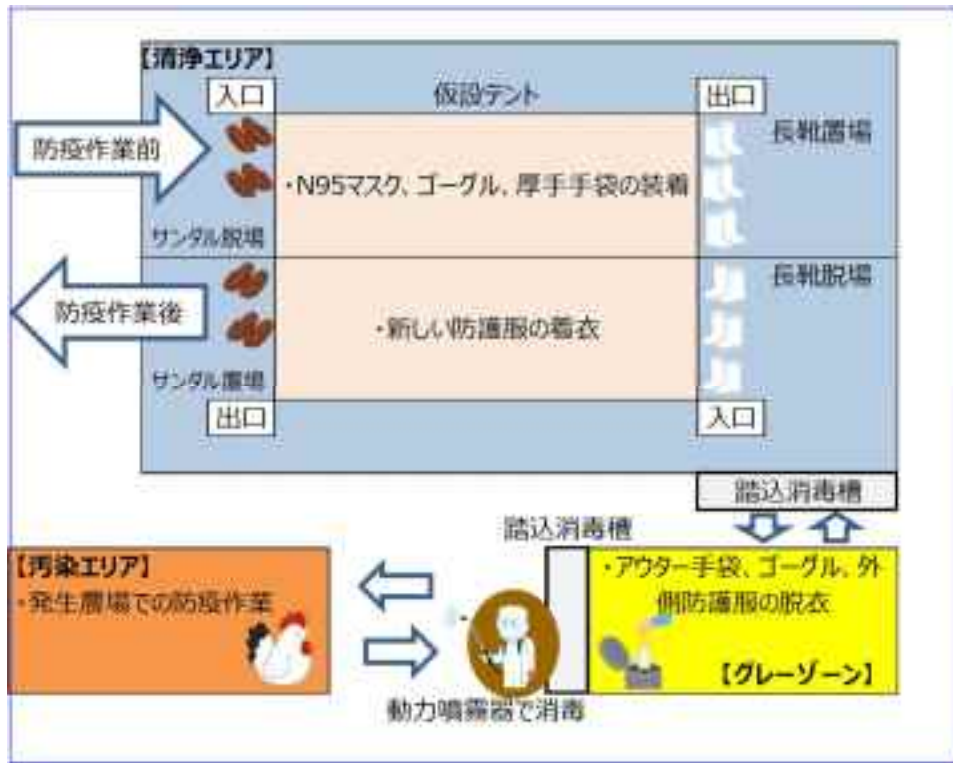 【清浄エリア】
入口
仮設テント
出口
防疫作業前
長靴置場
・N95マスク、ゴーグル、厚手手袋の装着
サンダル脱場
長靴脱場
防疫作業後
・新しい防護服の着衣
サンダル置場
出口
入口
踏込消毒槽
踏込消毒槽
【汚染エリア】
・発生農場での防疫作業
・アウター手袋、ゴーグル、外
側防護服の脱衣
【グレーゾーン】
動力噴霧器で消毒